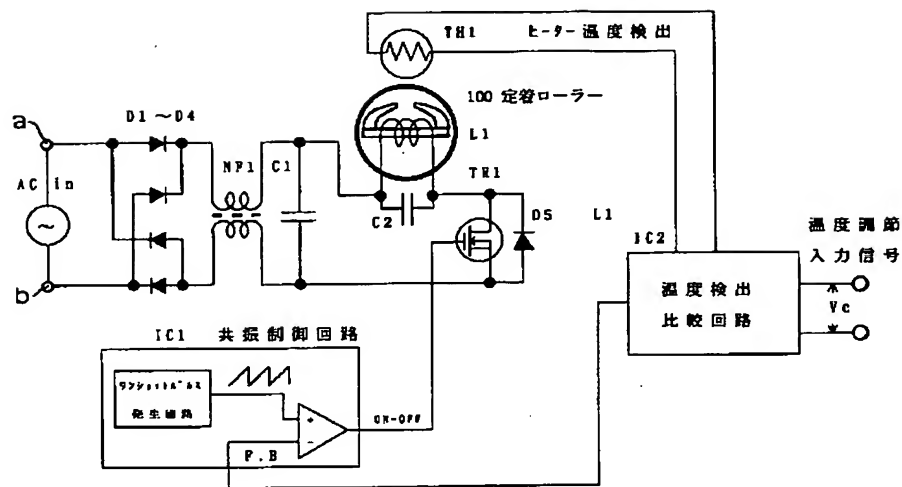 TH1 ヒーター温度検出
100 定着ローラー
L1
a
D1〜D4
NF1
C1
TR1
AC in
C2
D5
L1
IC2
温度調節
入力信号
b
温度検出
比較回路
Vc
IC1 共振制御回路
ワンショットパルス
発生回路
+
-
ON-OFF
F.B